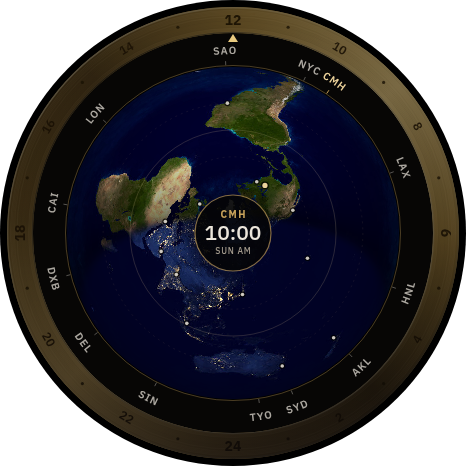 12
10
8
6
4
2
24
22
20
18
16
14
SAO
NYC CMH
LAX
HNL
AKL
SYD
TYO
SIN
DEL
DXB
CAI
LON
CMH
10:00
SUN AM